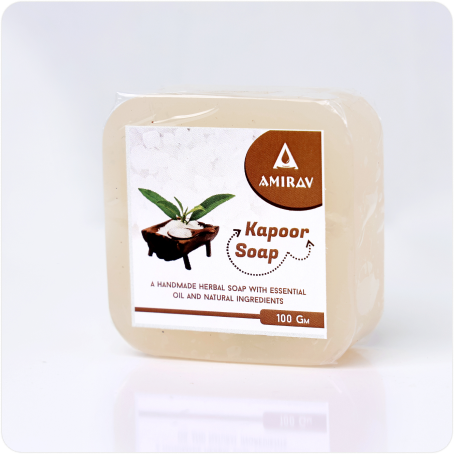 AMIRAV
Kapoor
Soap
A HANDMADE HERBAL SOAP WITH ESSENTIAL
OIL AND NATURAL INGREDIENTS
100 GM